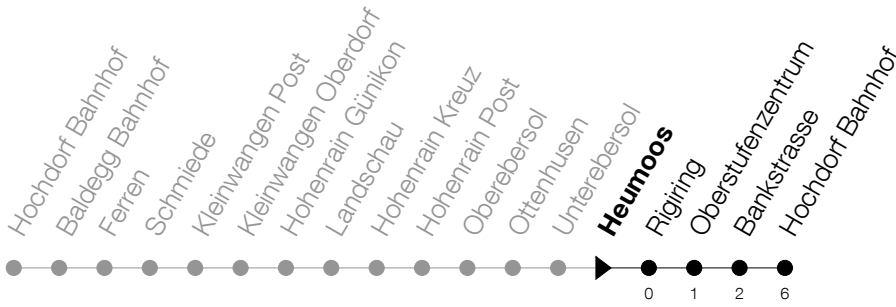 Hochdorf Bahnhof
Baldegg Bahnhof
Ferren
Schmiede
Kleinwangen Post
Kleinwangen Oberdorf
Hohenrain Günikon
Landschau
Hohenrain Kreuz
Hohenrain Post
Oberebersol
Ottenhusen
Unterebersol
Heumoos
Rigiring
Oberstufenzentrum
Bankstrasse
Hochdorf Bahnhof
0 1 2 6